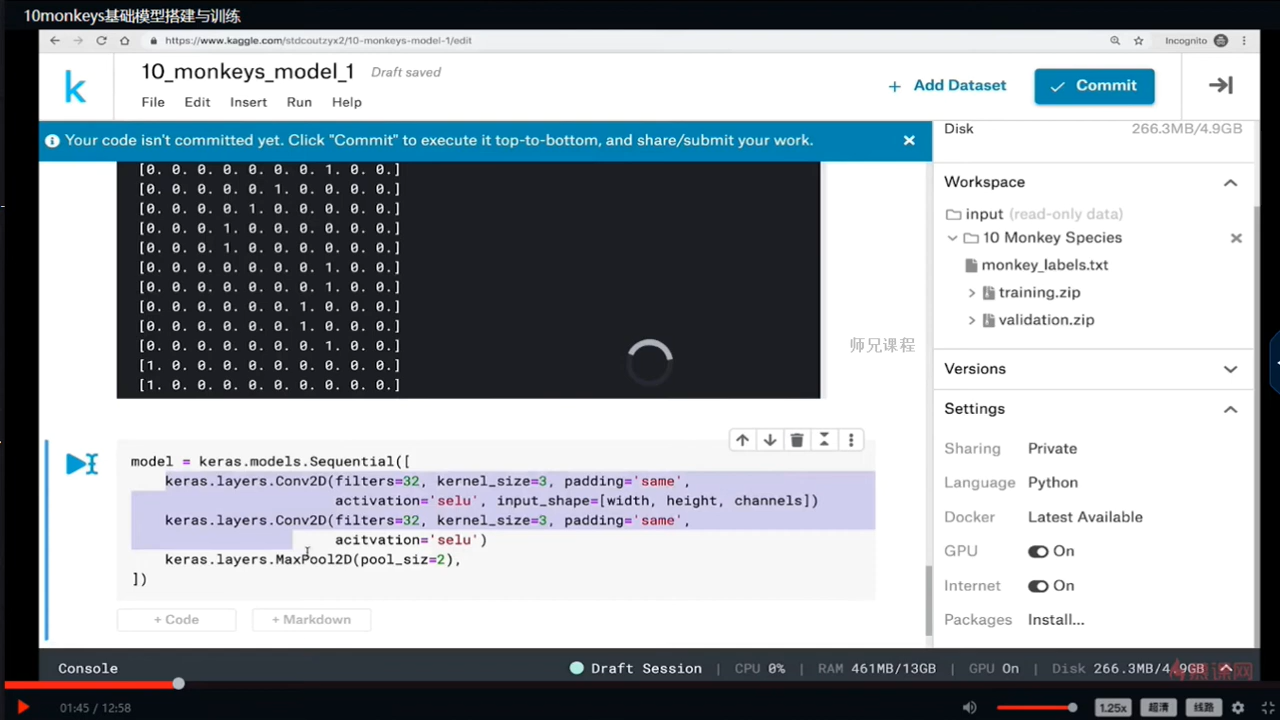 10monkeys基础模型搭建与训练
https://www.kaggle.com/stdcoutzyx2/10-monkeys-model-1/edit
Incognito
k
10_monkeys_model_1 Draft saved
File Edit Insert Run Help
+ Add Dataset
Commit
Your code isn't committed yet. Click "Commit" to execute it top-to-bottom, and share/submit your work.
[0. 0. 0. 0. 0. 0. 0. 1. 0. 0.]
[0. 0. 0. 0. 0. 1. 0. 0. 0. 0.]
[0. 0. 0. 0. 1. 0. 0. 0. 0. 0.]
[0. 0. 0. 1. 0. 0. 0. 0. 0. 0.]
[0. 0. 0. 1. 0. 0. 0. 0. 0. 0.]
[0. 0. 0. 0. 0. 0. 0. 1. 0. 0.]
[0. 0. 0. 0. 0. 0. 0. 1. 0. 0.]
[0. 0. 0. 0. 0. 0. 1. 0. 0. 0.]
[0. 0. 0. 0. 0. 0. 1. 0. 0. 0.]
[0. 0. 0. 0. 0. 0. 0. 1. 0. 0.]
[1. 0. 0. 0. 0. 0. 0. 0. 0. 0.]
[1. 0. 0. 0. 0. 0. 0. 0. 0. 0.]
师兄课程
model = keras.models.Sequential([
keras.layers.Conv2D(filters=32, kernel_size=3, padding='same',
activation='selu', input_shape=[width, height, channels])
keras.layers.Conv2D(filters=32, kernel_size=3, padding='same',
acitvation='selu')
keras.layers.MaxPool2D(pool_siz=2),
])
+ Code + Markdown
Disk 266.3MB/4.9GB
Workspace
input (read-only data)
10 Monkey Species
monkey_labels.txt
training.zip
validation.zip
Versions
Settings
Sharing Private
Language Python
Docker Latest Available
GPU On
Internet On
Packages Install...
Console
Draft Session | CPU 0% | RAM 461MB/13GB | GPU On | Disk 266.3MB/4.9GB
慕课网
01:45 / 12:58
1.25x 超清 线路